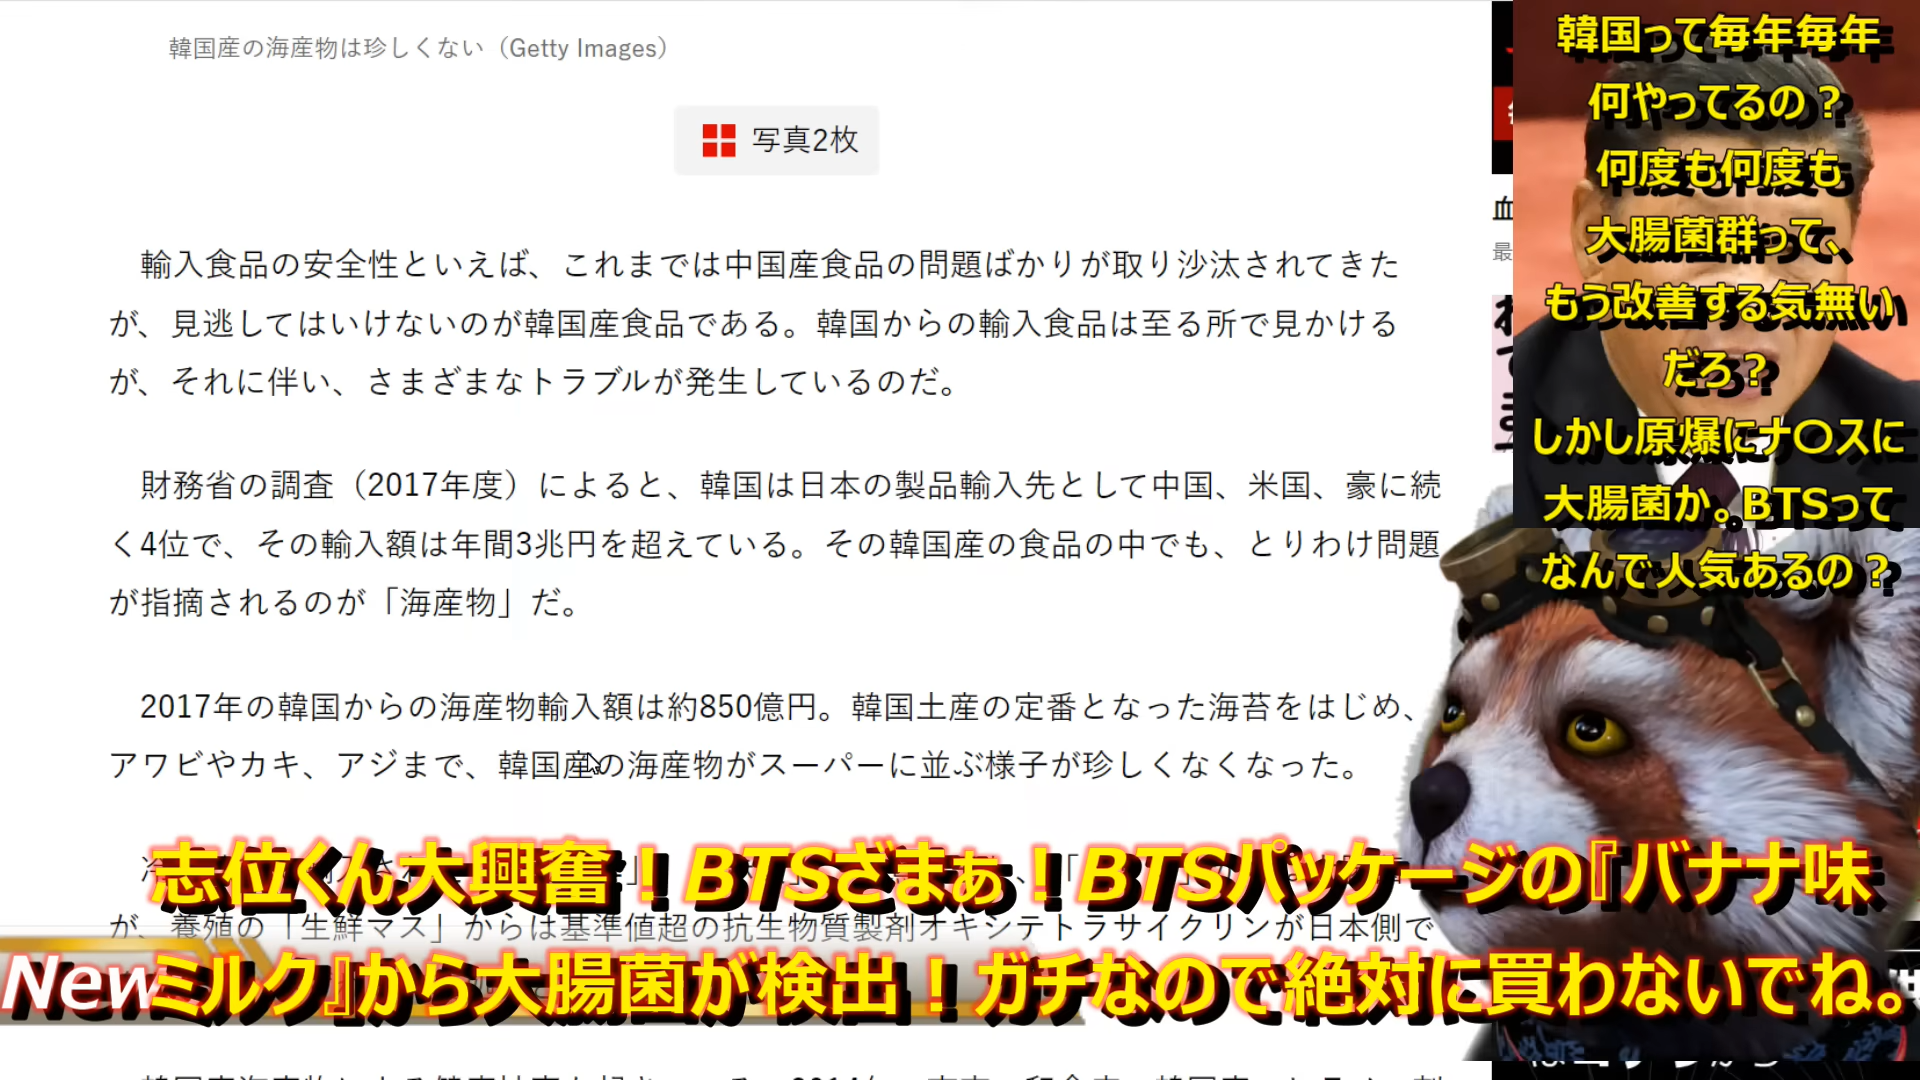 韓国産の海産物は珍しくない（Getty Images）
写真2枚
　輸入食品の安全性といえば、これまでは中国産食品の問題ばかりが取り沙汰されてきた
が、見逃してはいけないのが韓国産食品である。韓国からの輸入食品は至る所で見かける
が、それに伴い、さまざまなトラブルが発生しているのだ。
　財務省の調査（2017年度）によると、韓国は日本の製品輸入先として中国、米国、豪に続
く4位で、その輸入額は年間3兆円を超えている。その韓国産の食品の中でも、とりわけ問題
が指摘されるのが「海産物」だ。
　2017年の韓国からの海産物輸入額は約850億円。韓国土産の定番となった海苔をはじめ、
アワビやカキ、アジまで、韓国産の海産物がスーパーに並ぶ様子が珍しくなくなった。
が、養殖の「生鮮マス」からは基準値超の抗生物質製剤オキシテトラサイクリンが日本側で
韓国って毎年毎年
何やってるの？
何度も何度も
大腸菌群って、
もう改善する気無い
だろ？
しかし原爆にナ〇スに
大腸菌か。BTSって
なんで人気あるの？
血
最
志位くん大興奮！BTSざまぁ！BTSパッケージの『バナナ味
ミルク』から大腸菌が検出！ガチなので絶対に買わないでね。
New